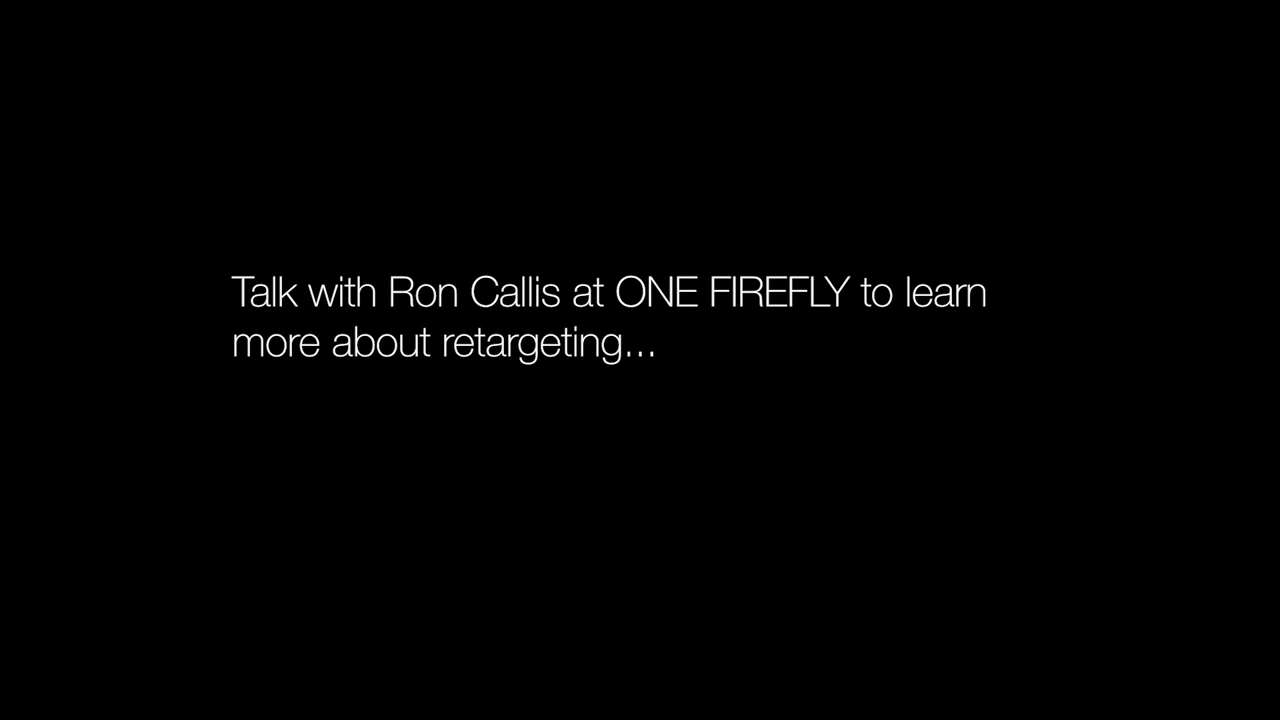 Talk with Ron Callis at ONE FIREFLY to learn
more about retargeting...